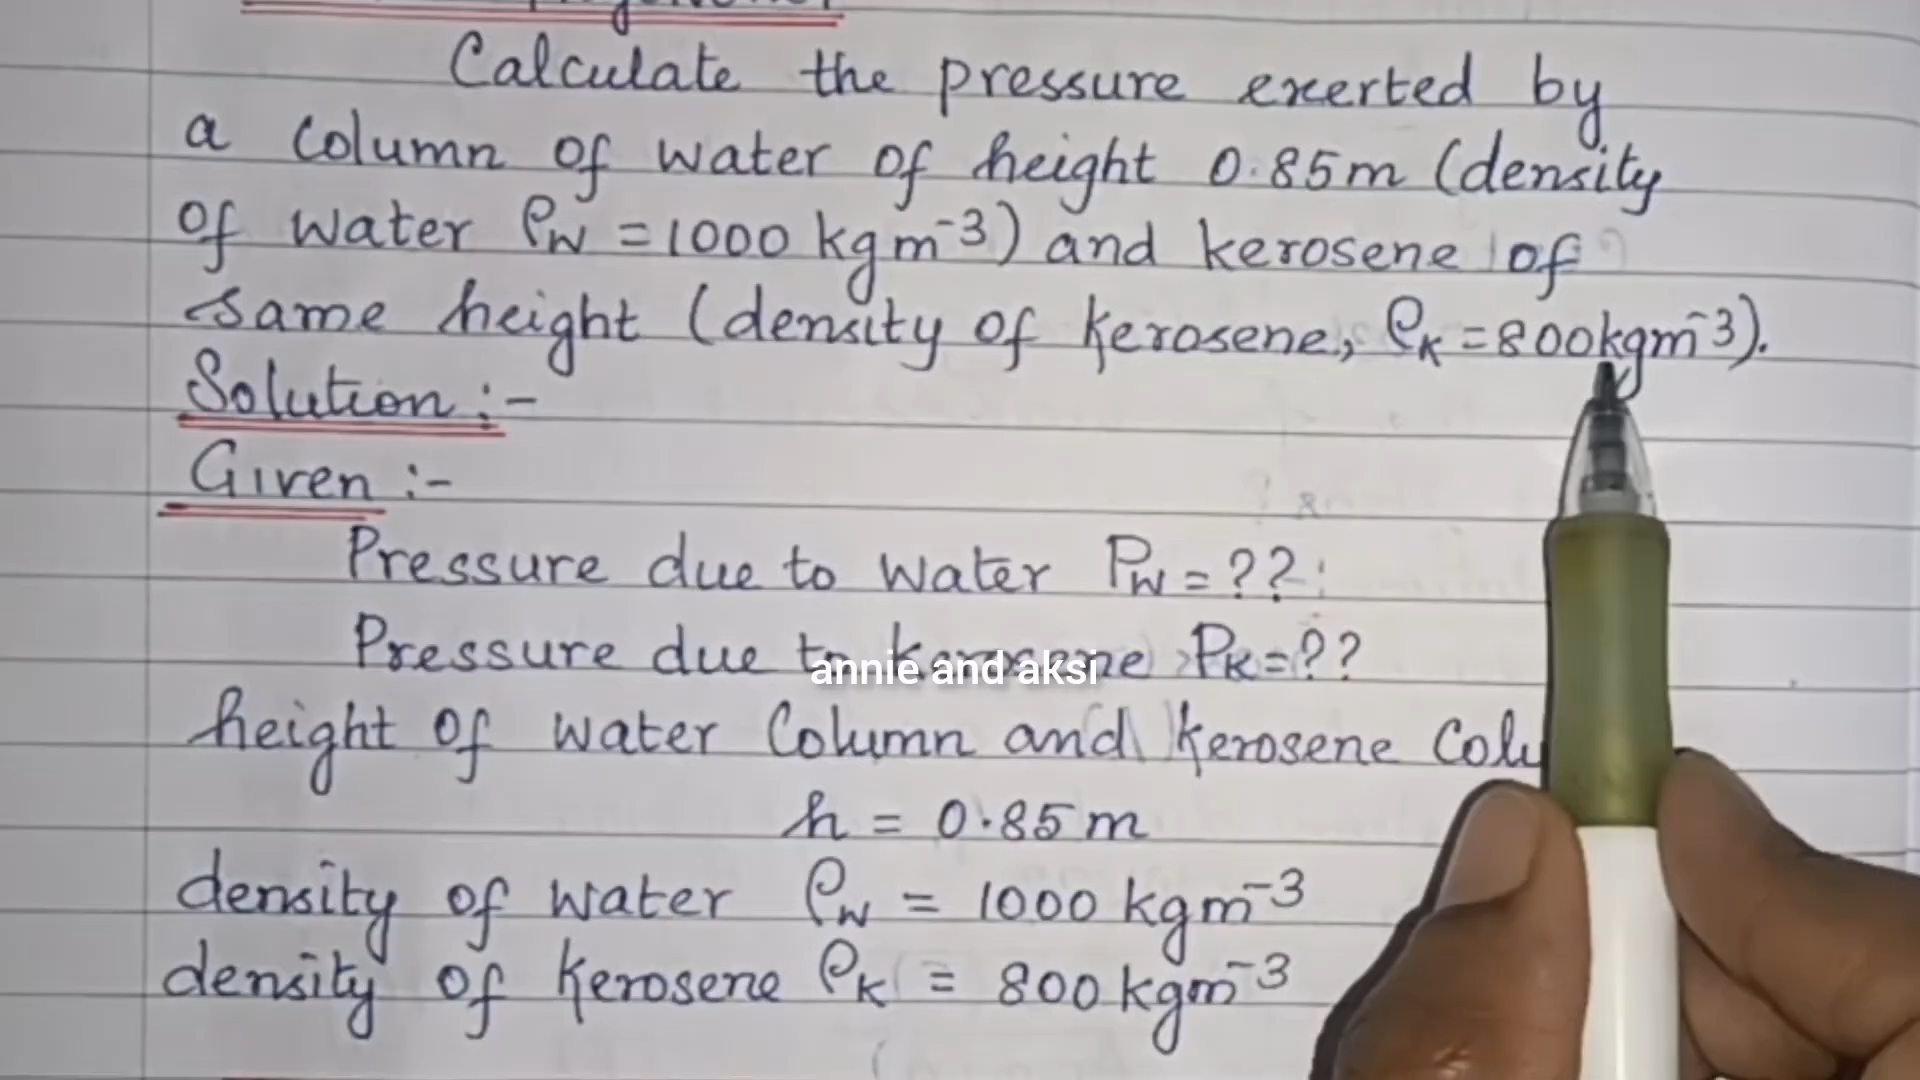 Calculate the pressure exerted by
a column of water of height 0.85m (density
of water ρw = 1000 kgm⁻³) and kerosene of
same height (density of kerosene, ρK = 800kgm⁻³).
Solution :-
Given :-
Pressure due to water Pw = ??
Pressure due to kerosene PK = ??
annie and aksi
height of water column and kerosene
h = 0.85 m
density of water ρw = 1000 kgm⁻³
density of kerosene ρK = 800 kgm⁻³